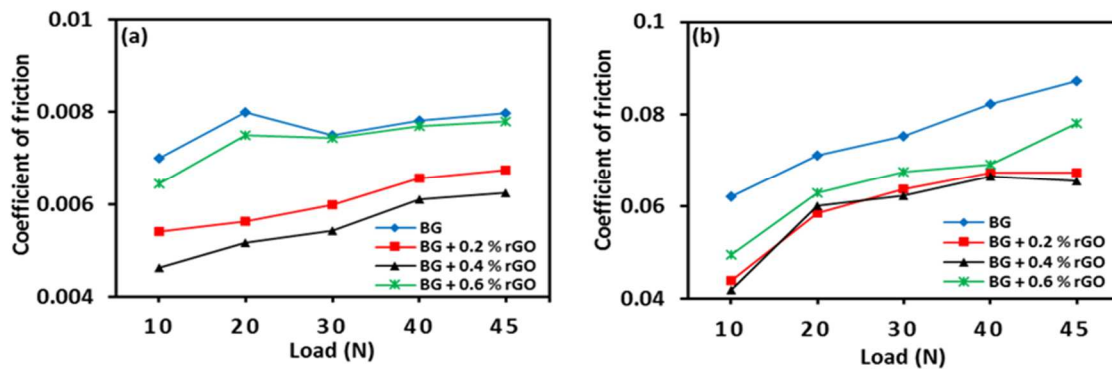 (a)
Coefficient of friction
0.01
0.008
0.006
0.004
BG
BG + 0.2 % rGO
BG + 0.4 % rGO
BG + 0.6 % rGO
10 20 30 40 45
Load (N)
(b)
Coefficient of friction
0.1
0.08
0.06
0.04
BG
BG + 0.2 % rGO
BG + 0.4 % rGO
BG + 0.6 % rGO
10 20 30 40 45
Load (N)